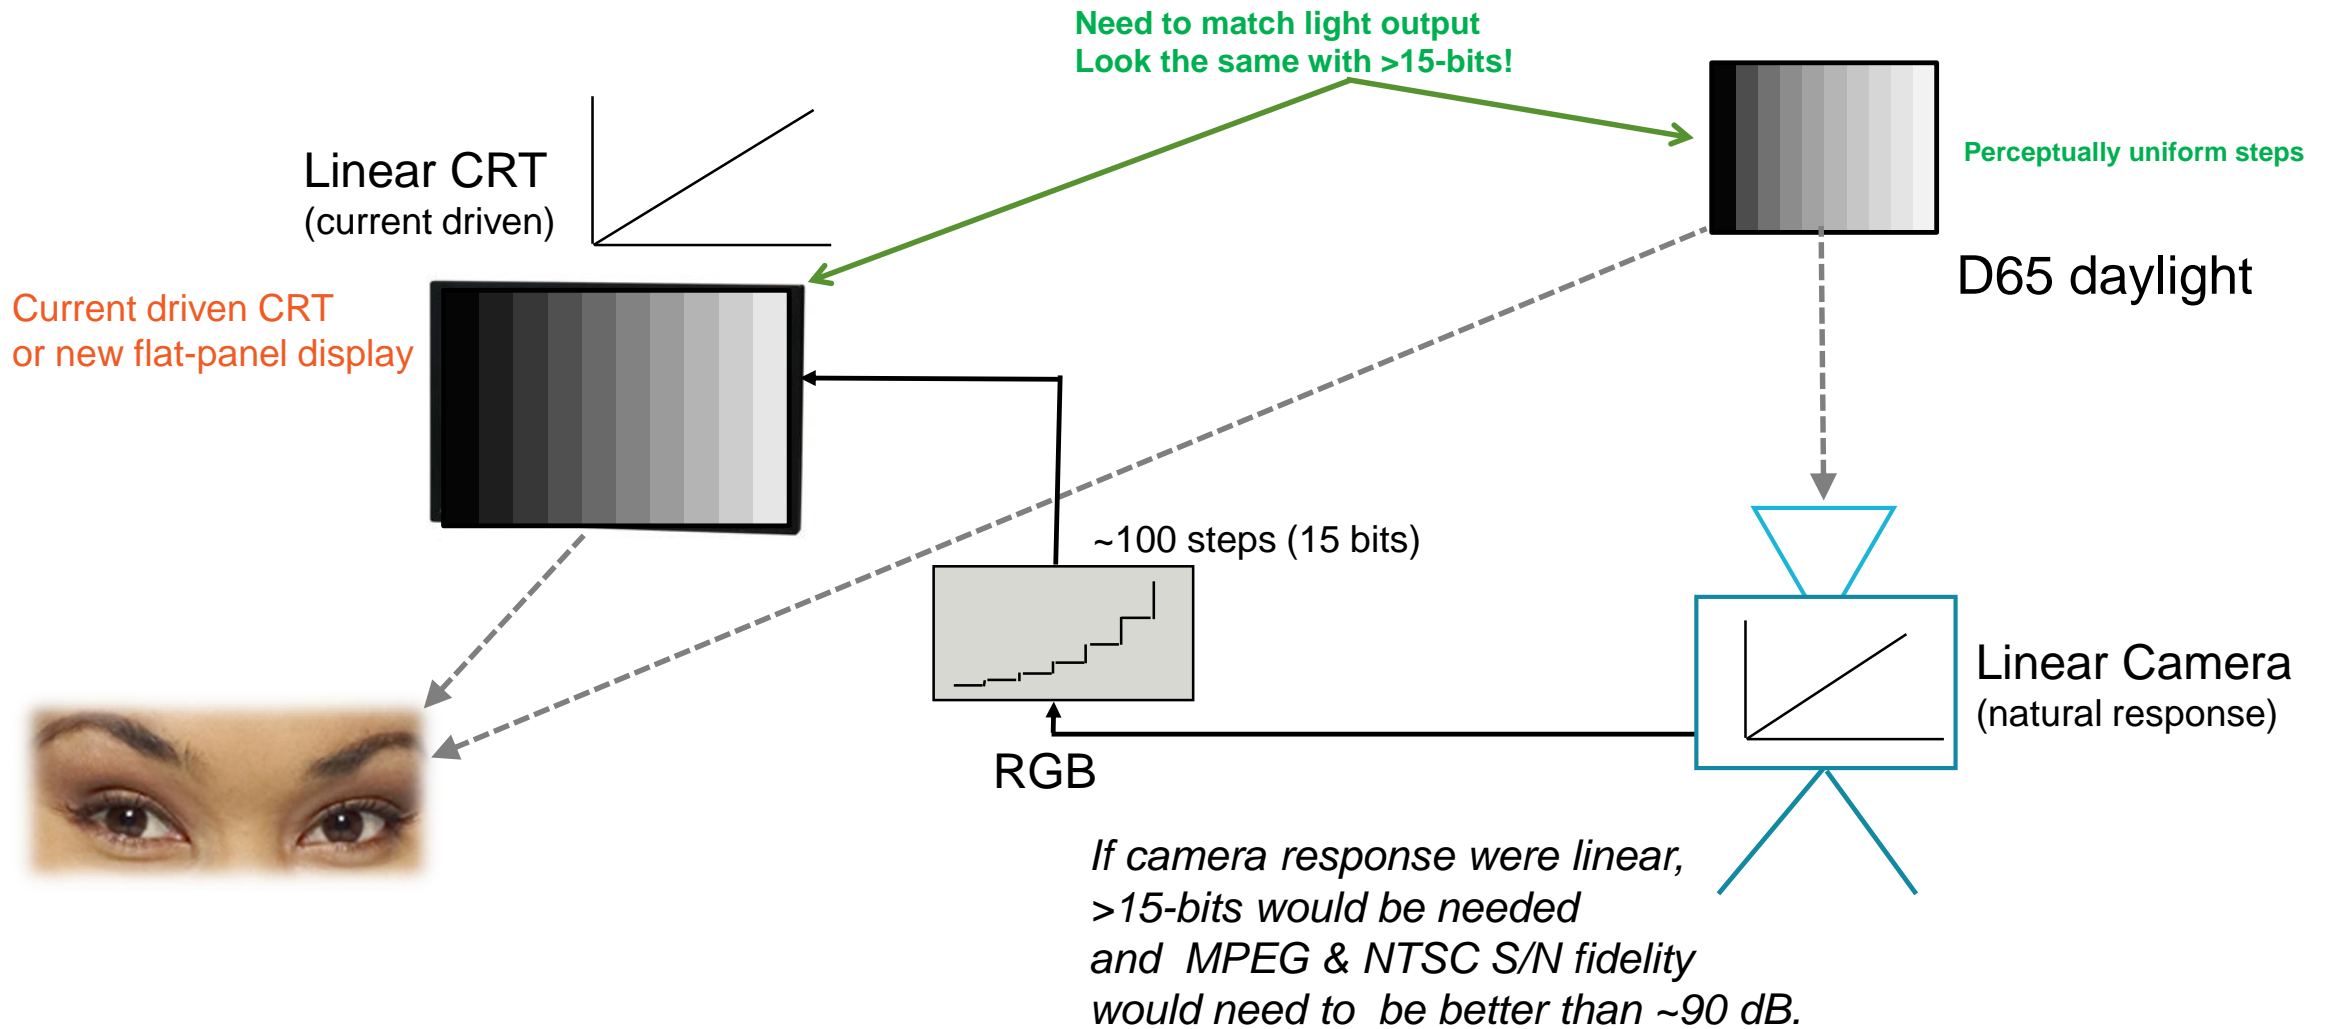 Need to match light output
Look the same with >15-bits!
Linear CRT
(current driven)
Perceptually uniform steps
D65 daylight
Current driven CRT
or new flat-panel display
~100 steps (15 bits)
Linear Camera
(natural response)
RGB
If camera response were linear,
>15-bits would be needed
and MPEG & NTSC S/N fidelity
would need to be better than ~90 dB.